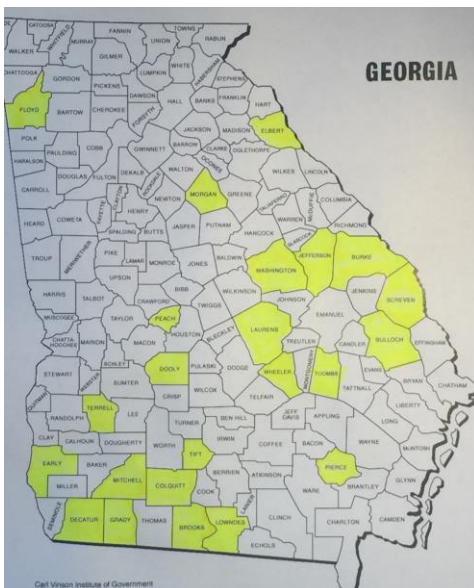 CATOOSA
FANNIN
TOWNS
RABUN
WALKER
WHITFIELD
MURRAY
UNION
GILMER
WHITE
HABERSHAM
CHATTOOGA
GORDON
PICKENS
LUMPKIN
STEPHENS
DAWSON
BANKS
FRANKLIN
HART
GEORGIA
FLOYD
BARTOW
CHEROKEE
FORSYTH
HALL
POLK
JACKSON
MADISON
ELBERT
HARALSON
PAULDING
COBB
GWINNETT
BARROW
CLARKE
OGLETHORPE
OCONEE
CARROLL
DOUGLAS
FULTON
DEKALB
ROCKDALE
WALTON
WILKES
LINCOLN
CLAYTON
NEWTON
MORGAN
GREENE
TALIAFERRO
McDUFFIE
COLUMBIA
HEARD
COWETA
FAYETTE
HENRY
WARREN
RICHMOND
SPALDING
BUTTS
JASPER
PUTNAM
HANCOCK
GLASCOCK
TROUP
MERIWETHER
PIKE
LAMAR
MONROE
JONES
BALDWIN
WASHINGTON
JEFFERSON
BURKE
UPSON
BIBB
WILKINSON
HARRIS
TALBOT
CRAWFORD
TWIGGS
JOHNSON
JENKINS
SCREVEN
MUSCOGEE
TAYLOR
PEACH
HOUSTON
BLECKLEY
LAURENS
EMANUEL
CHATTA-
HOOCHEE
MARION
MACON
TREUTLEN
CANDLER
BULLOCH
EFFINGHAM
STEWART
WEBSTER
SCHLEY
DOOLY
PULASKI
DODGE
WHEELER
MONTGOMERY
TOOMBS
EVANS
BRYAN
CHATHAM
SUMTER
WILCOX
TELFAIR
TATTNALL
QUITMAN
RANDOLPH
TERRELL
LEE
CRISP
LIBERTY
TURNER
BEN HILL
JEFF
DAVIS
APPLING
LONG
CLAY
CALHOUN
DOUGHERTY
WORTH
IRWIN
COFFEE
BACON
WAYNE
McINTOSH
EARLY
BAKER
TIFT
BERRIEN
ATKINSON
PIERCE
MILLER
MITCHELL
COLQUITT
COOK
WARE
BRANTLEY
GLYNN
SEMINOLE
DECATUR
GRADY
THOMAS
BROOKS
LOWNDES
LANIER
CLINCH
CHARLTON
CAMDEN
ECHOLS
Carl Vinson Institute of Government